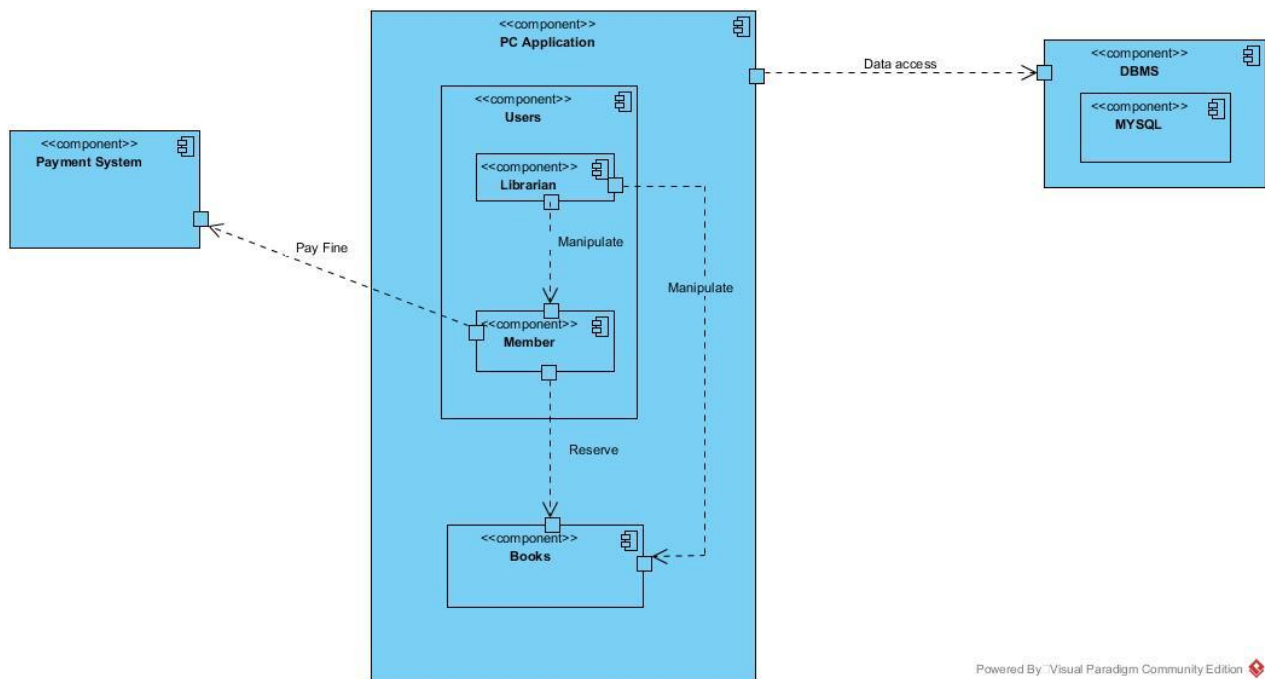 <<component>>
PC Application
<<component>>
Users
<<component>>
Librarian
Manipulate
Manipulate
<<component>>
Member
Reserve
<<component>>
Books
<<component>>
Payment System
Pay Fine
Data access
<<component>>
DBMS
<<component>>
MYSQL
Powered By Visual Paradigm Community Edition